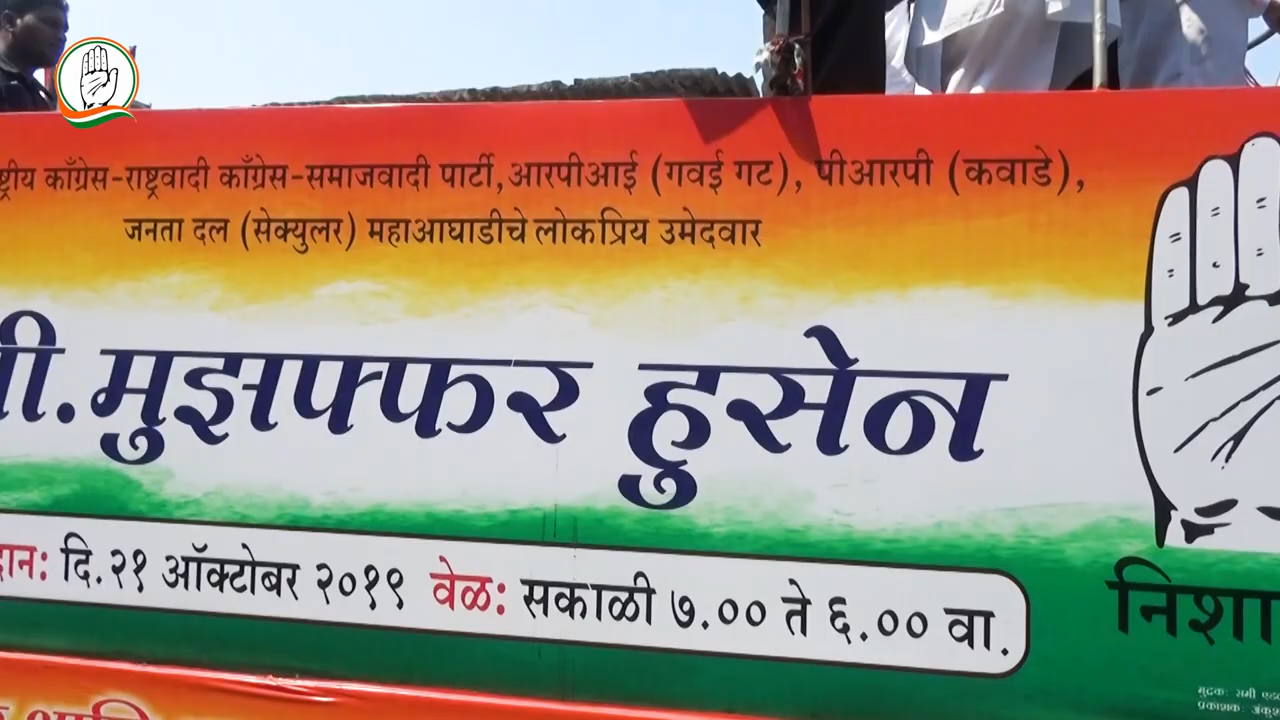 काँग्रेस-राष्ट्रवादी काँग्रेस-समाजवादी पार्टी, आरपीआई (गवई गट), पीआरपी (कवाडे),
जनता दल (सेक्युलर) महाआघाडीचे लोकप्रिय उमेदवार
मुझफ्फर हुसेन
दि. २१ ऑक्टोबर २०१९ वेळ: सकाळी ७.०० ते ६.०० वा.
निशा